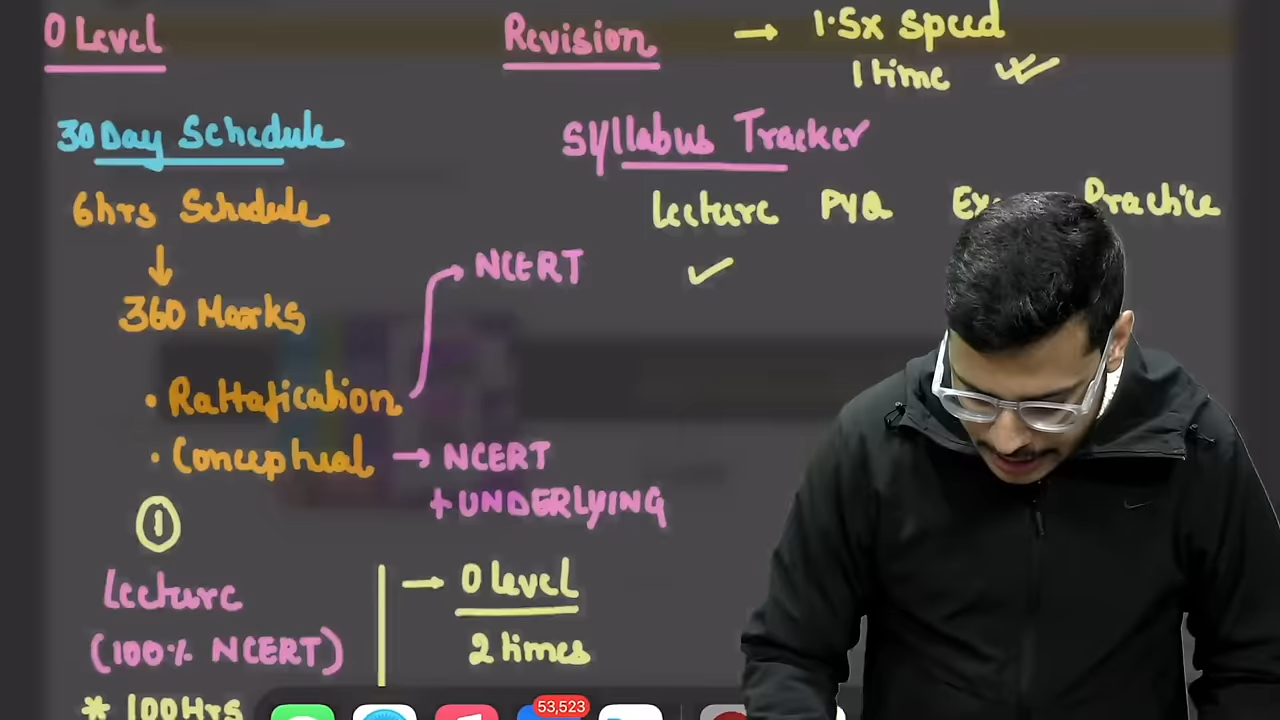 0 Level
Revision → 1.5x Speed
1 time
30 Day Schedule
Syllabus Tracker
6hrs Schedule
Lecture PYQ Practice
NCERT
360 Marks
• Rattafication
• Conceptual → NCERT
+ UNDERLYING
1
Lecture
(100% NCERT)
→ 0 level
2 times
* 100Hrs
53,523